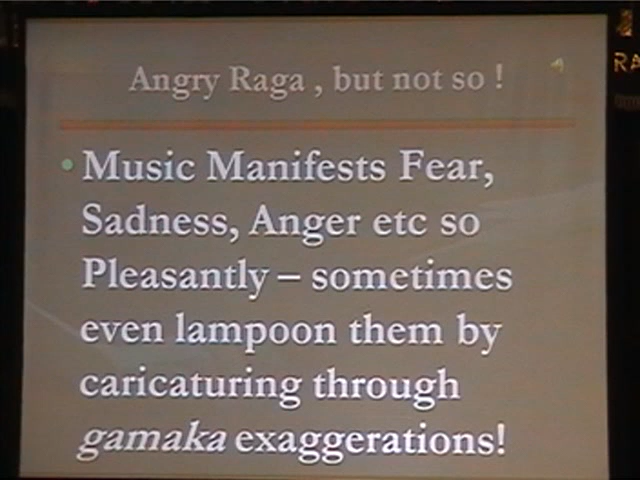 Angry Raga , but not so !
• Music Manifests Fear,
Sadness, Anger etc so
Pleasantly – sometimes
even lampoon them by
caricaturing through
gamaka exaggerations!
RA